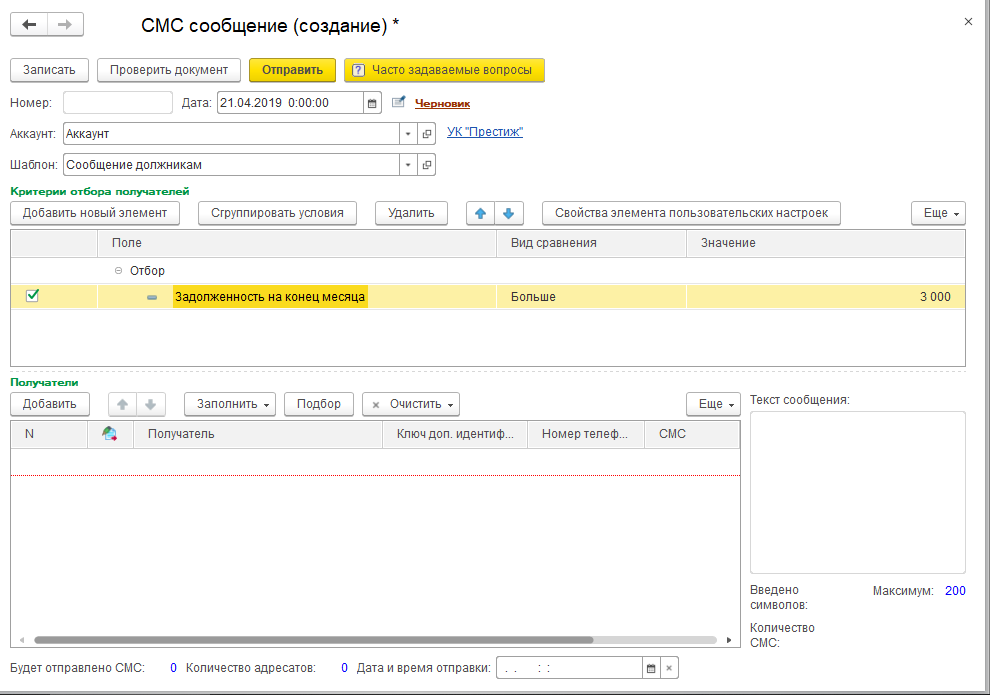 СМС сообщение (создание) *
Записать Проверить документ Отправить Часто задаваемые вопросы
Номер: Дата: 21.04.2019 0:00:00 Черновик
Аккаунт: Аккаунт УК "Престиж"
Шаблон: Сообщение должникам
Критерии отбора получателей
Добавить новый элемент Сгруппировать условия Удалить Свойства элемента пользовательских настроек Еще
Поле Вид сравнения Значение
Отбор
Задолженность на конец месяца Больше 3 000
Получатели
Добавить Заполнить Подбор Очистить Еще Текст сообщения:
N Получатель Ключ доп. идентиф... Номер телеф... СМС
Введено символов: Максимум: 200
Количество СМС:
Будет отправлено СМС: 0 Количество адресатов: 0 Дата и время отправки: . . : :